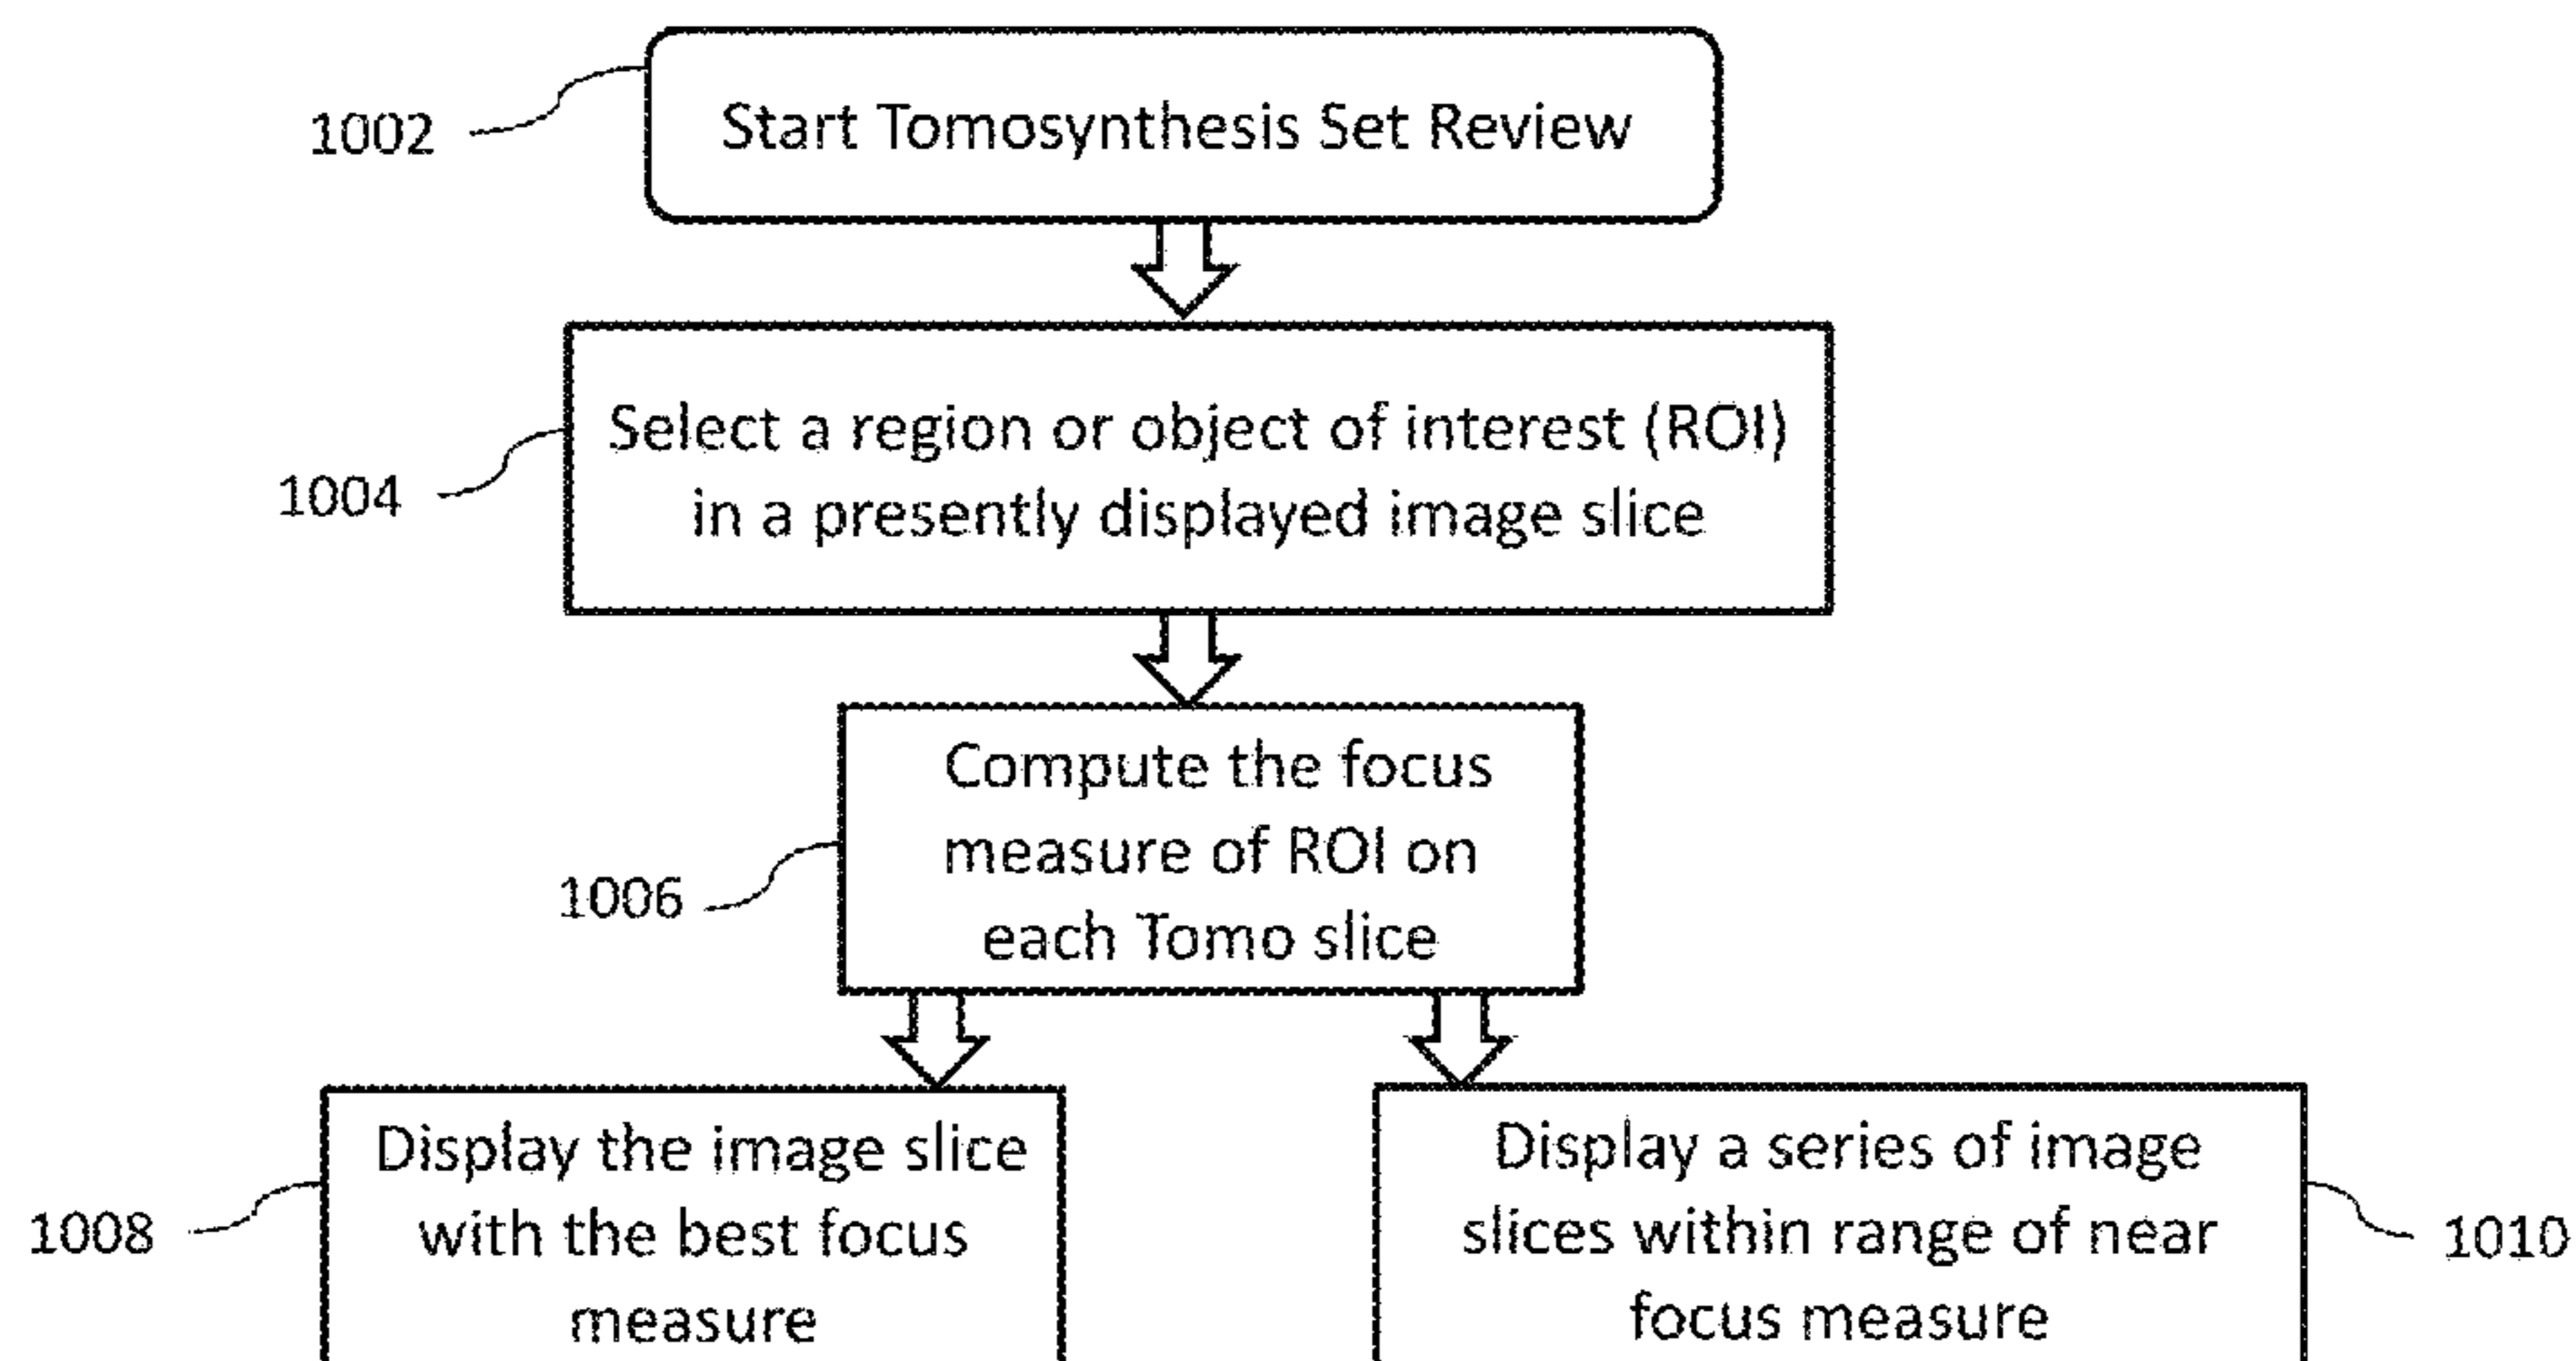 1002
Start Tomosynthesis Set Review
1004
Select a region or object of interest (ROI)
in a presently displayed image slice
1006
Compute the focus
measure of ROI on
each Tomo slice
1008
Display the image slice
with the best focus
measure
Display a series of image
slices within range of near
focus measure
1010